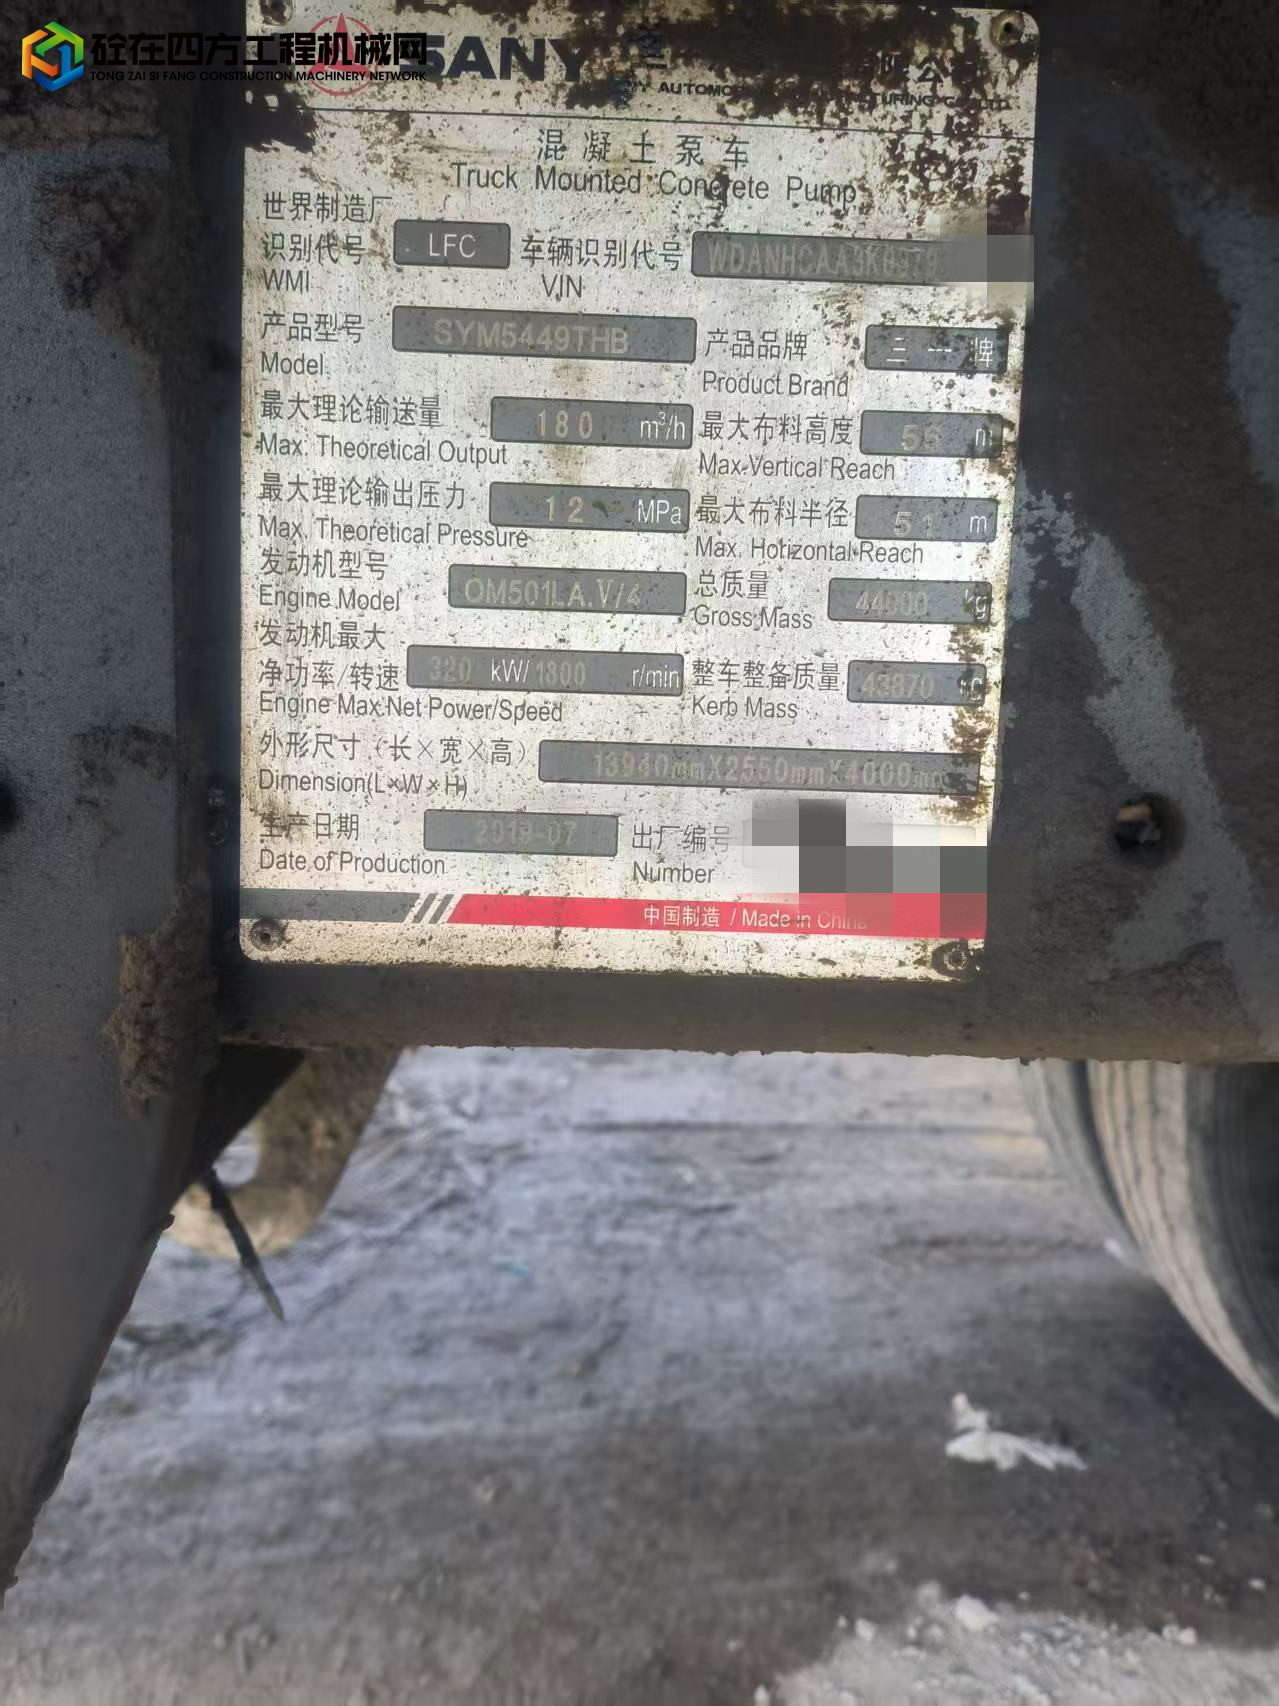 砼在四方工程机械网
TONG ZAI SI FANG CONSTRUCTION MACHINERY NETWORK
SANY
混凝土泵车
Truck Mounted Concrete Pump
世界制造厂
识别代号 LFC 车辆识别代号
WMI VIN
产品型号 SYM5449THB 产品品牌 三一牌
Model Product Brand
最大理论输送量 180 m³/h 最大布料高度 m
Max. Theoretical Output Max.Vertical Reach
最大理论输出压力 12 MPa 最大布料半径 51 m
Max. Theoretical Pressure Max. Horizontal Reach
发动机型号 OM501LA.V/4 总质量 44000 kg
Engine Model Gross Mass
发动机最大
净功率/转速 320 kW/1800 r/min 整车整备质量 43870 kg
Engine Max.Net Power/Speed Kerb Mass
外形尺寸(长×宽×高) 13940mmX2550mmX4000mm
Dimension(L×W×H)
生产日期 出厂编号
Date of Production Number
中国制造 / Made in China